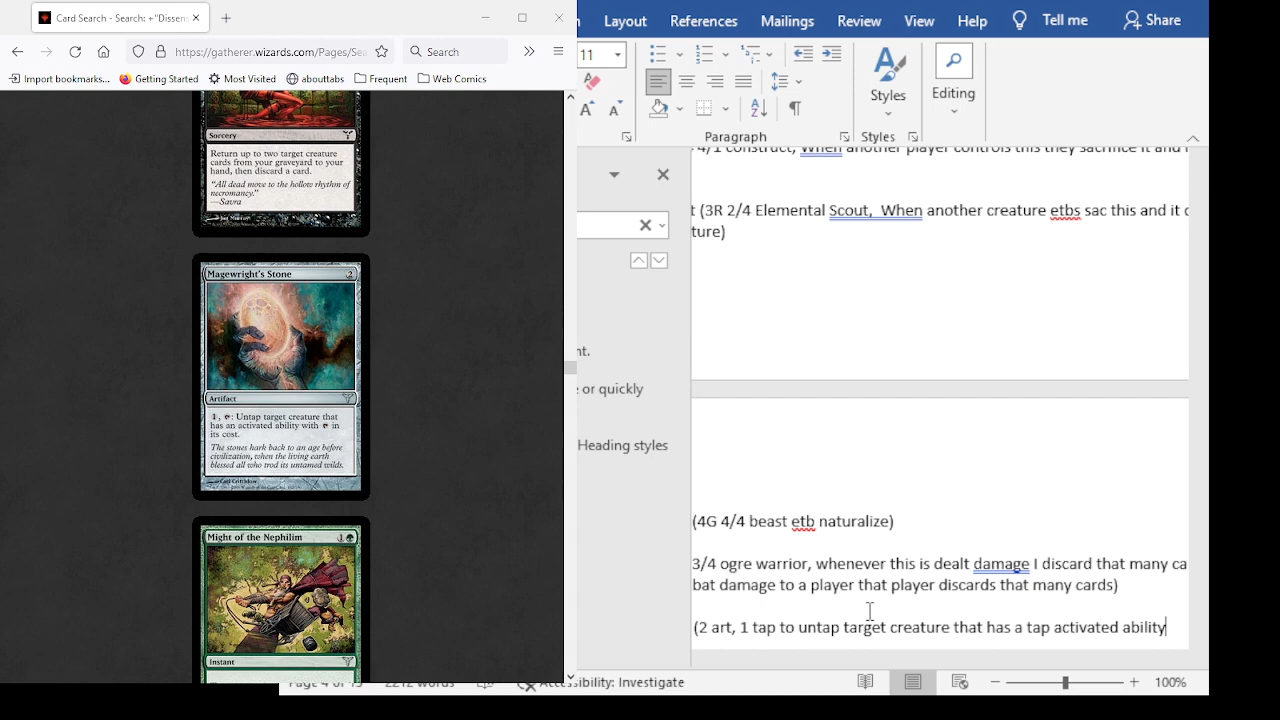 Card Search - Search: +"Dissens
https://gatherer.wizards.com/Pages/Sea
Search
Import bookmarks...
Getting Started
Most Visited
abouttabs
Frequent
Web Comics
Sorcery
Return up to two target creature
cards from your graveyard to your
hand, then discard a card.
"All dead move to the hollow rhythm of
necromancy."
—Savra
Jim Murray
Magewright's Stone 2
Artifact
1, : Untap target creature that
has an activated ability with in
its cost.
The stones hark back to an age before
civilization, when the living earth
blessed all who trod its untamed wilds.
Carl Critchlow
Might of the Nephilim 1
Instant
Layout
References
Mailings
Review
View
Help
Tell me
Share
11
A
A
Styles
Editing
Paragraph
Styles
4/1 construct, When another player controls this they sacrifice it and
t (3R 2/4 Elemental Scout, When another creature etbs sac this and it d
ture)
nt.
e or quickly
Heading styles
(4G 4/4 beast etb naturalize)
3/4 ogre warrior, whenever this is dealt damage I discard that many ca
bat damage to a player that player discards that many cards)
(2 art, 1 tap to untap target creature that has a tap activated ability
Page 4 of 15
2212 words
Accessibility: Investigate
100%